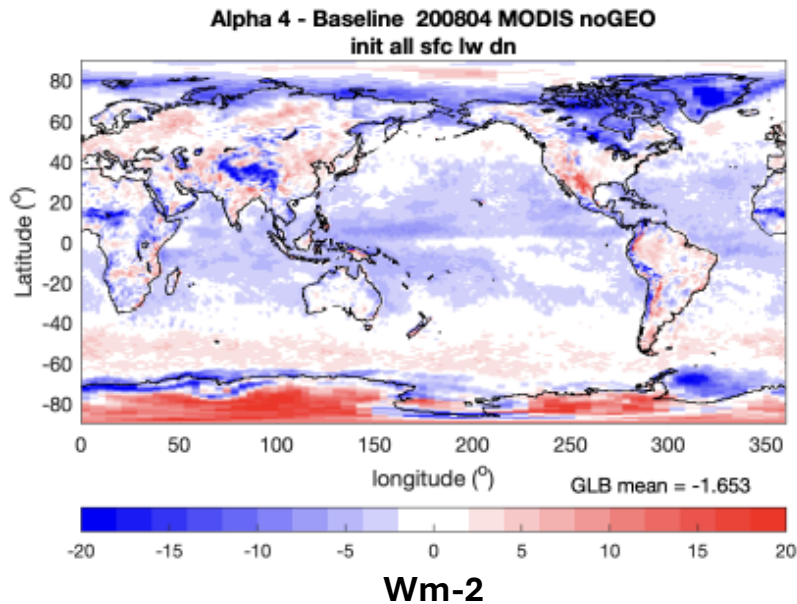 Alpha 4 - Baseline 200804 MODIS noGEO
init all sfc lw dn
80
60
40
20
0
-20
-40
-60
-80
Latitude (°)
0 50 100 150 200 250 300 350
longitude (°)
GLB mean = -1.653
-20 -15 -10 -5 0 5 10 15 20
Wm-2